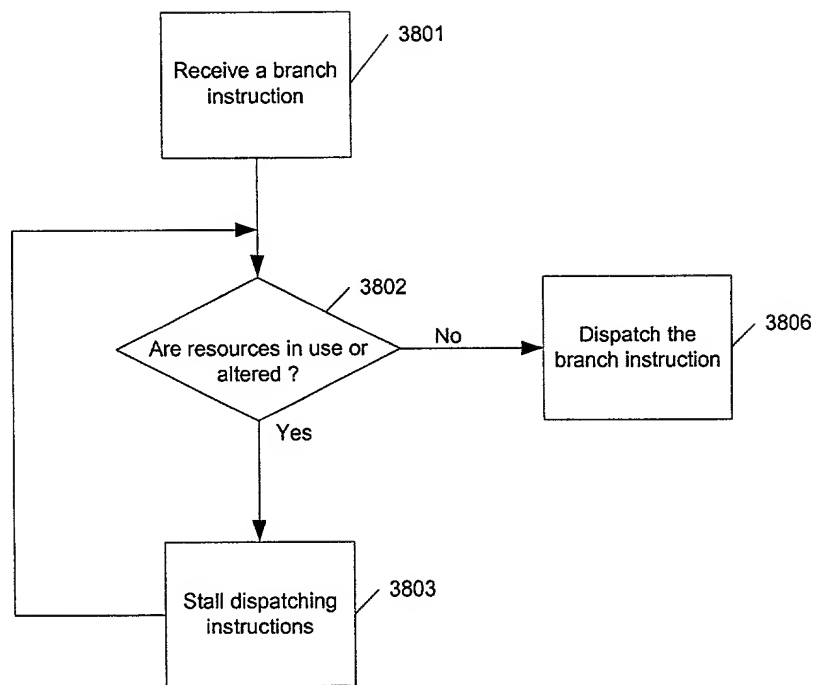 3801
Receive a branch
instruction
3802
Are resources in use or
altered ?
No
Dispatch the
branch instruction
3806
Yes
Stall dispatching
instructions
3803